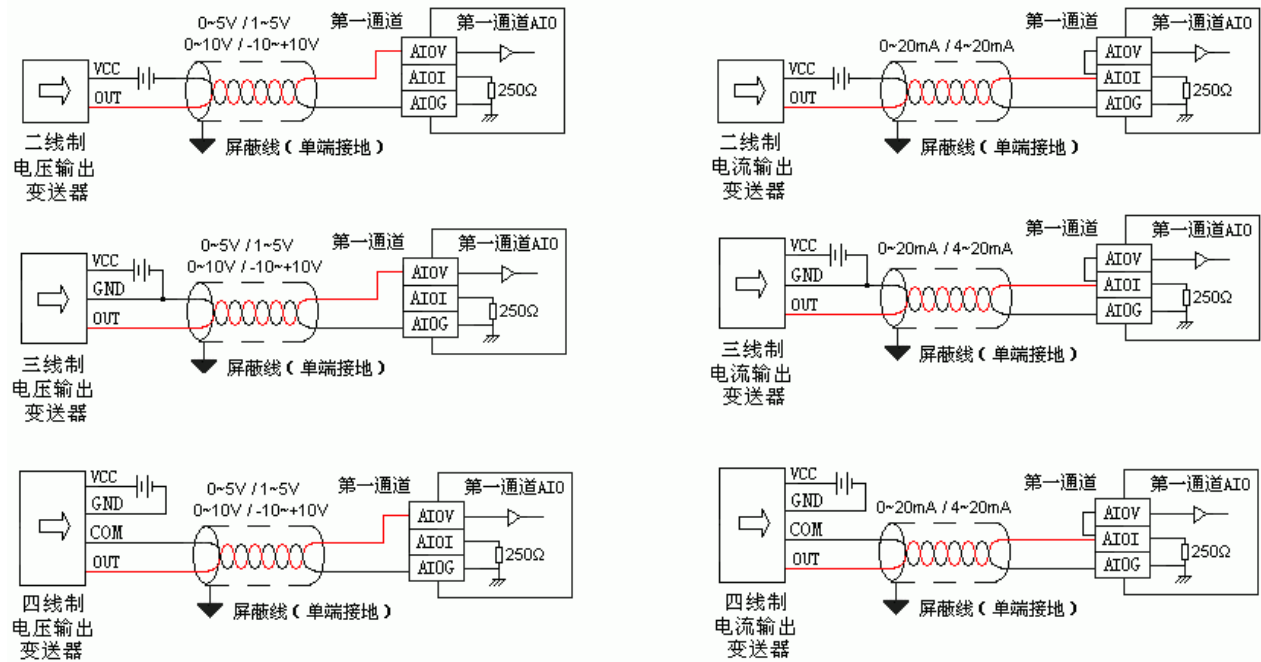 0~5V / 1~5V
0~10V / -10~+10V
第一通道
第一通道AI0
VCC
OUT
AI0V
AI0I
AI0G
250Ω
二线制
电压输出
变送器
屏蔽线(单端接地)
0~20mA / 4~20mA
第一通道
第一通道AI0
VCC
OUT
AI0V
AI0I
AI0G
250Ω
二线制
电流输出
变送器
屏蔽线(单端接地)
0~5V / 1~5V
0~10V / -10~+10V
第一通道
第一通道AI0
VCC
GND
OUT
AI0V
AI0I
AI0G
250Ω
三线制
电压输出
变送器
屏蔽线(单端接地)
0~20mA / 4~20mA
第一通道
第一通道AI0
VCC
GND
OUT
AI0V
AI0I
AI0G
250Ω
三线制
电流输出
变送器
屏蔽线(单端接地)
0~5V / 1~5V
0~10V / -10~+10V
第一通道
第一通道AI0
VCC
GND
COM
OUT
AI0V
AI0I
AI0G
250Ω
四线制
电压输出
变送器
屏蔽线(单端接地)
0~20mA / 4~20mA
第一通道
第一通道AI0
VCC
GND
COM
OUT
AI0V
AI0I
AI0G
250Ω
四线制
电流输出
变送器
屏蔽线(单端接地)